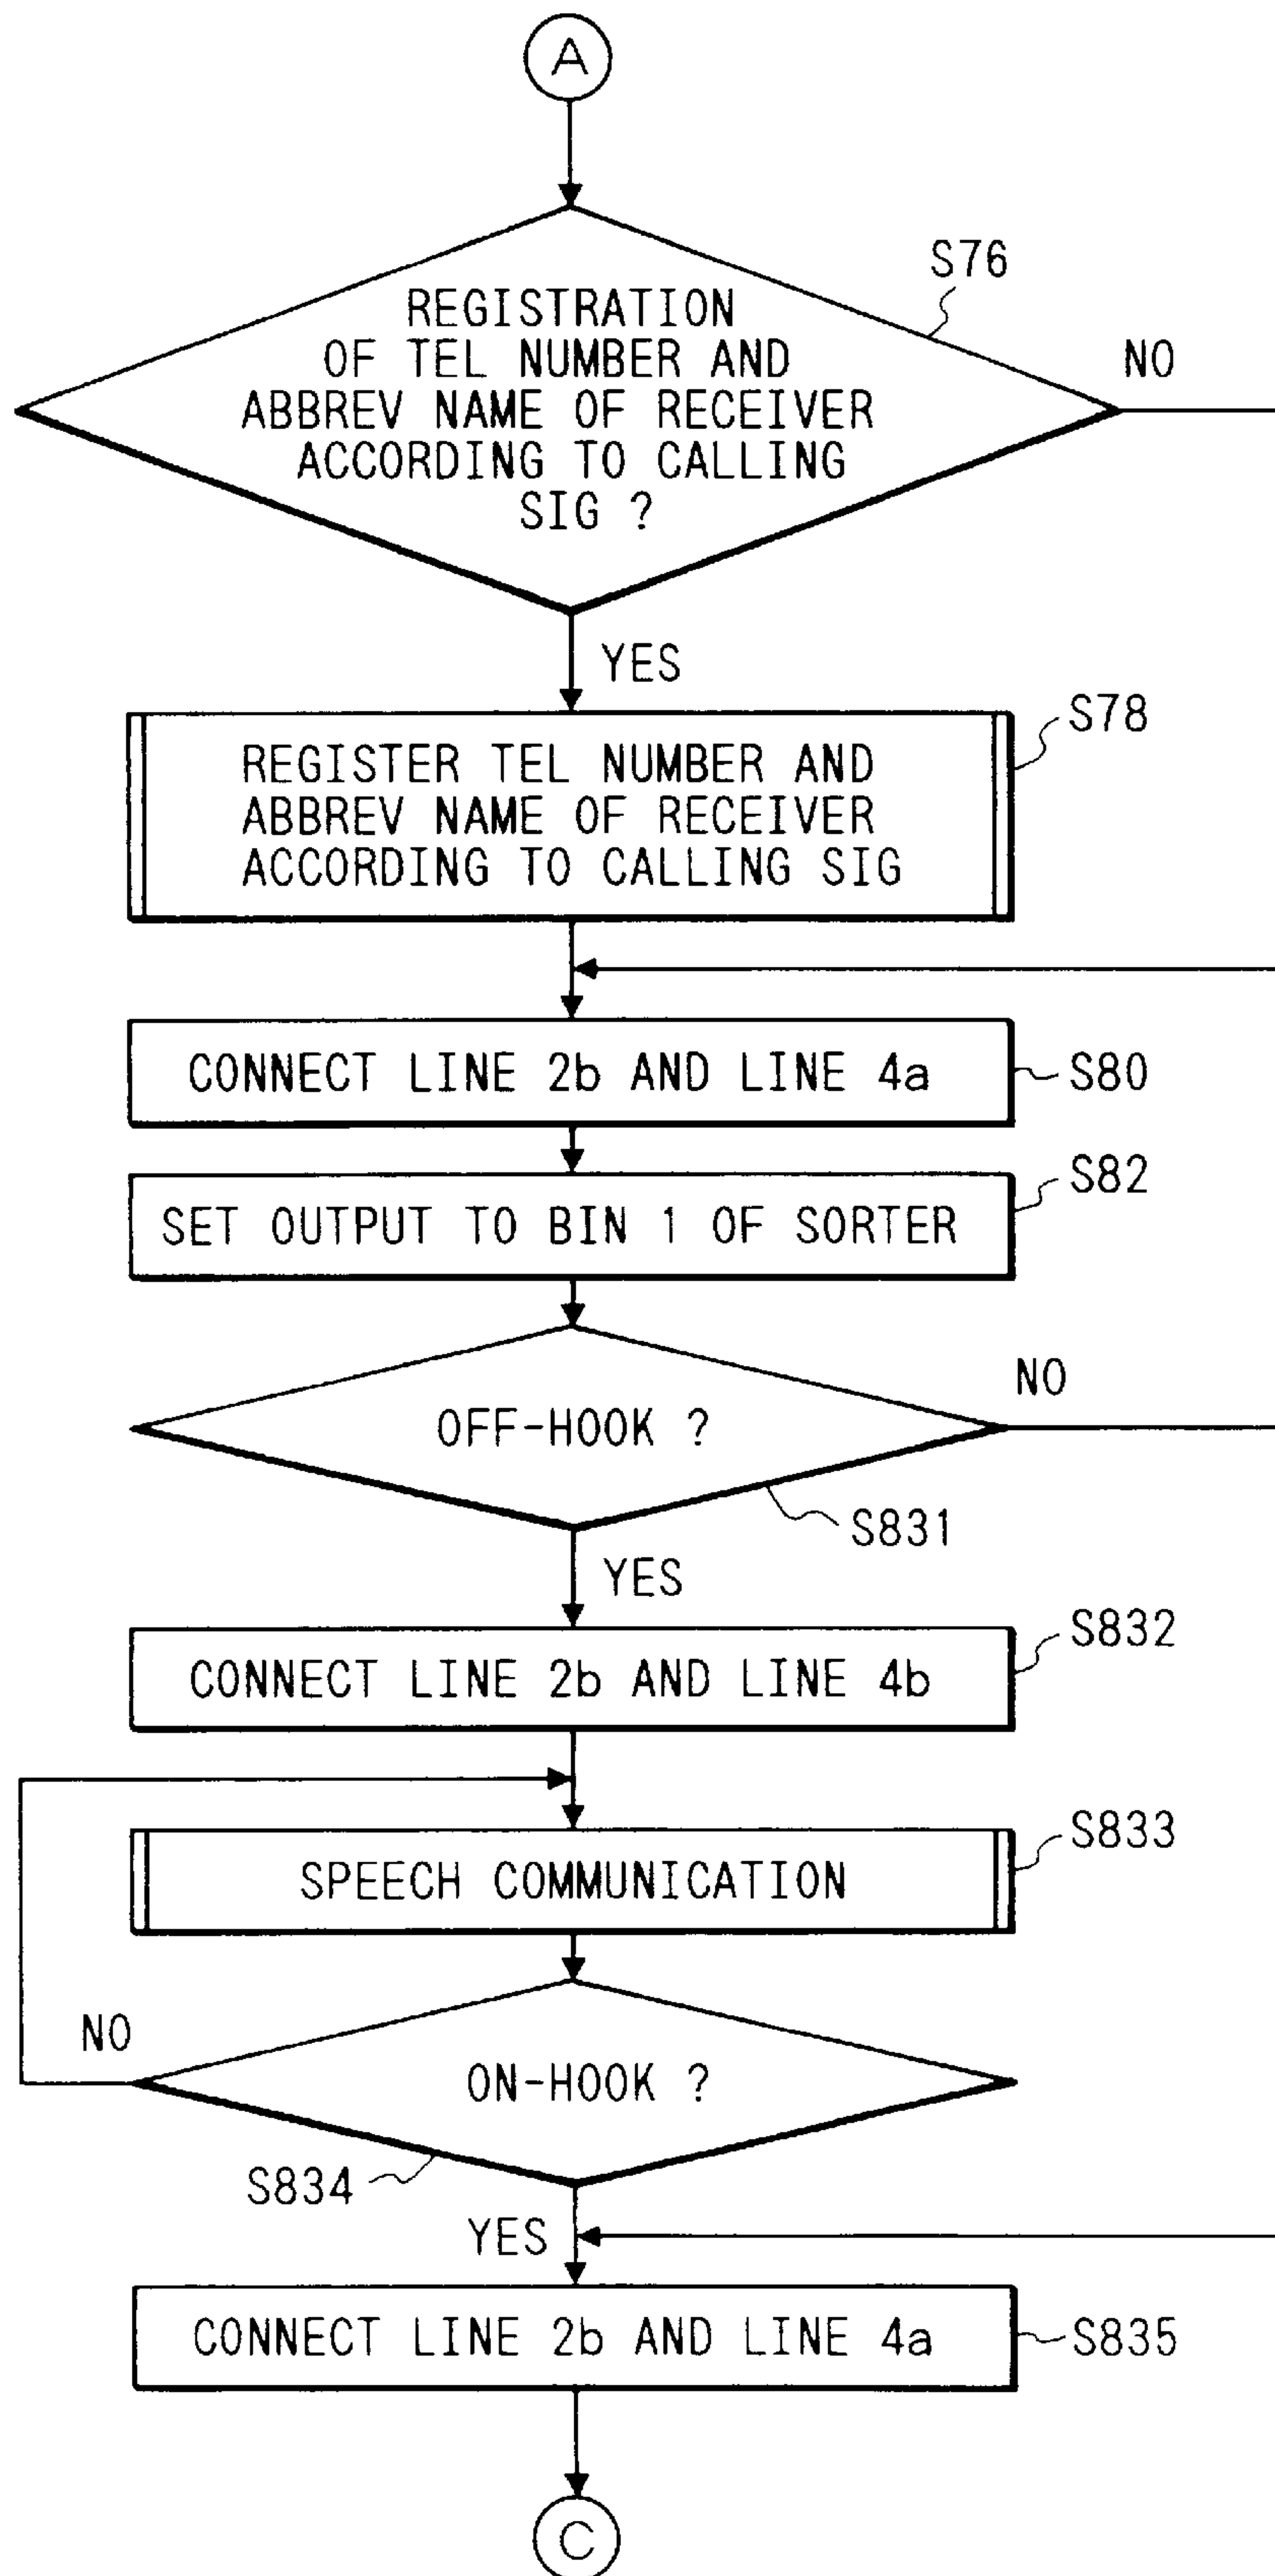 A
S76
REGISTRATION
OF TEL NUMBER AND
ABBREV NAME OF RECEIVER
ACCORDING TO CALLING
SIG ?
NO
YES
S78
REGISTER TEL NUMBER AND
ABBREV NAME OF RECEIVER
ACCORDING TO CALLING SIG
CONNECT LINE 2b AND LINE 4a
S80
S82
SET OUTPUT TO BIN 1 OF SORTER
NO
OFF-HOOK ?
S831
YES
S832
CONNECT LINE 2b AND LINE 4b
S833
SPEECH COMMUNICATION
NO
ON-HOOK ?
S834
YES
CONNECT LINE 2b AND LINE 4a
S835
C